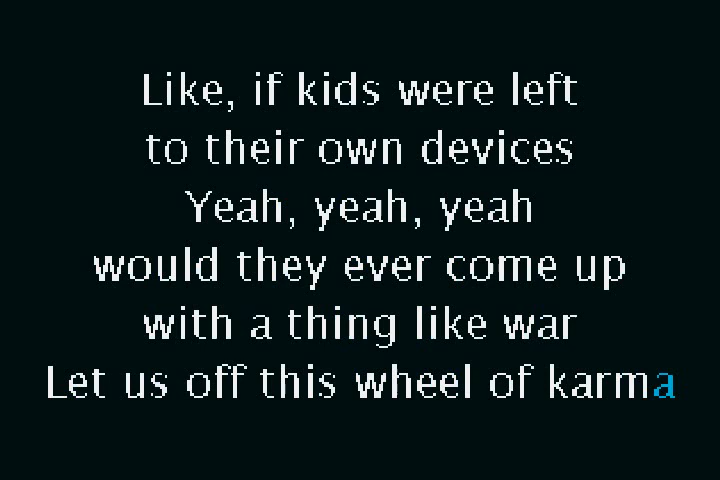 Like, if kids were left
to their own devices
Yeah, yeah, yeah
would they ever come up
with a thing like war
Let us off this wheel of karma